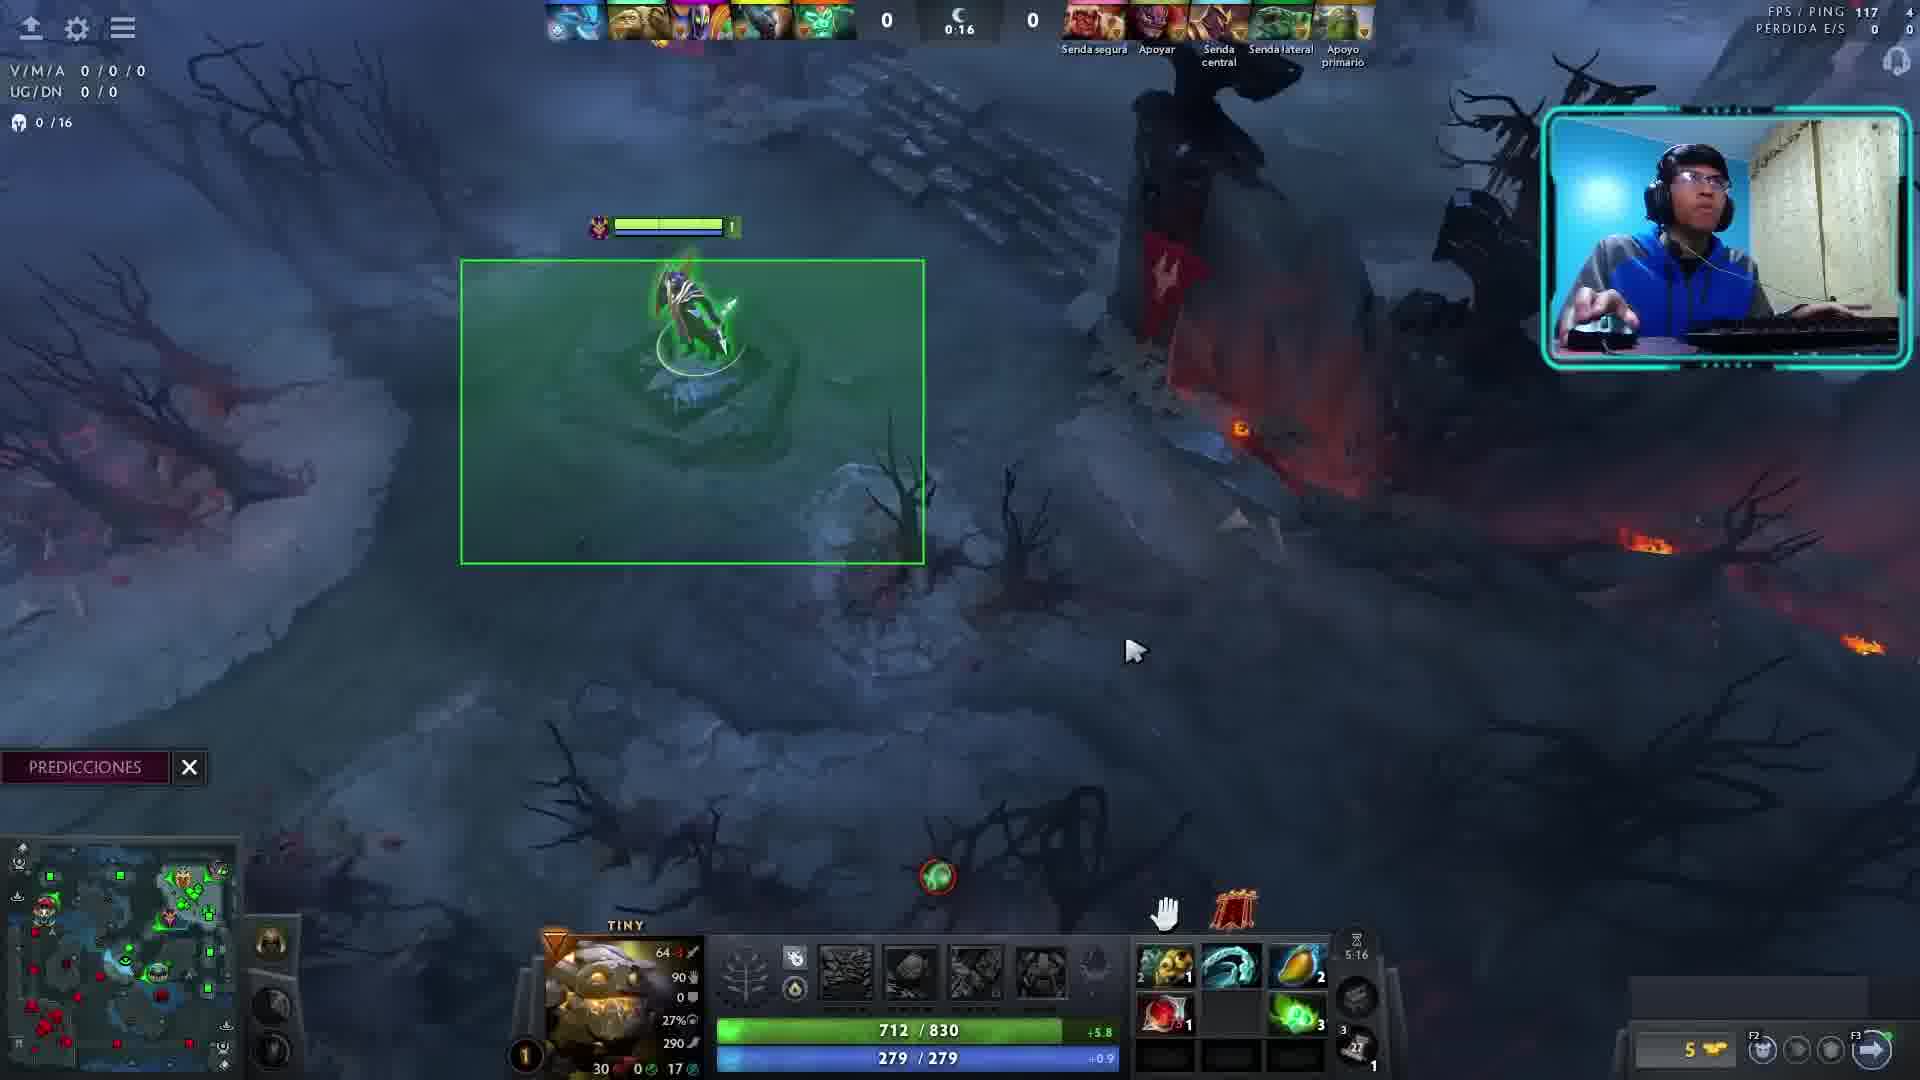 0
0:16
0
FPS / PING 117 4
PÉRDIDA E/S 0 0
Senda segura
Apoyar
Senda central
Senda lateral
Apoyo primario
V/M/A 0 / 0 / 0
UG/DN 0 / 0
0 /16
1
PREDICCIONES
TINY
64
90
0
27%
290
30
0
17
1
712 / 830
+5.8
279 / 279
+0.9
2
1
2
1
3
5:16
3
27
1
5
F2
F3